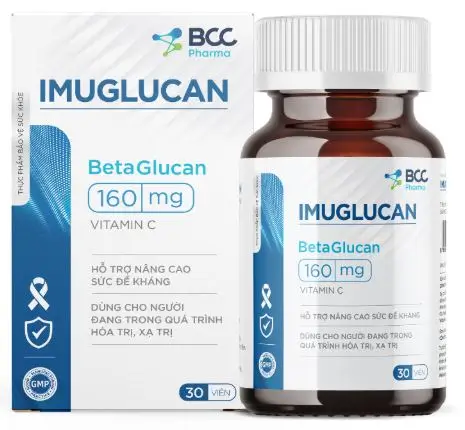 BCC
Pharma
IMUGLUCAN
THỰC PHẨM BẢO VỆ SỨC KHỎE
BetaGlucan
160 mg
VITAMIN C
HỖ TRỢ NÂNG CAO
SỨC ĐỀ KHÁNG
DÙNG CHO NGƯỜI
ĐANG TRONG QUÁ TRÌNH
HÓA TRỊ, XẠ TRỊ
GMP
30 VIÊN
BCC
Pharma
IMUGLUCAN
BetaGlucan
160 mg
VITAMIN C
HỖ TRỢ NÂNG CAO SỨC ĐỀ KHÁNG
DÙNG CHO NGƯỜI ĐANG TRONG
QUÁ TRÌNH HÓA TRỊ, XẠ TRỊ
GMP
30 VIÊN
IMUG